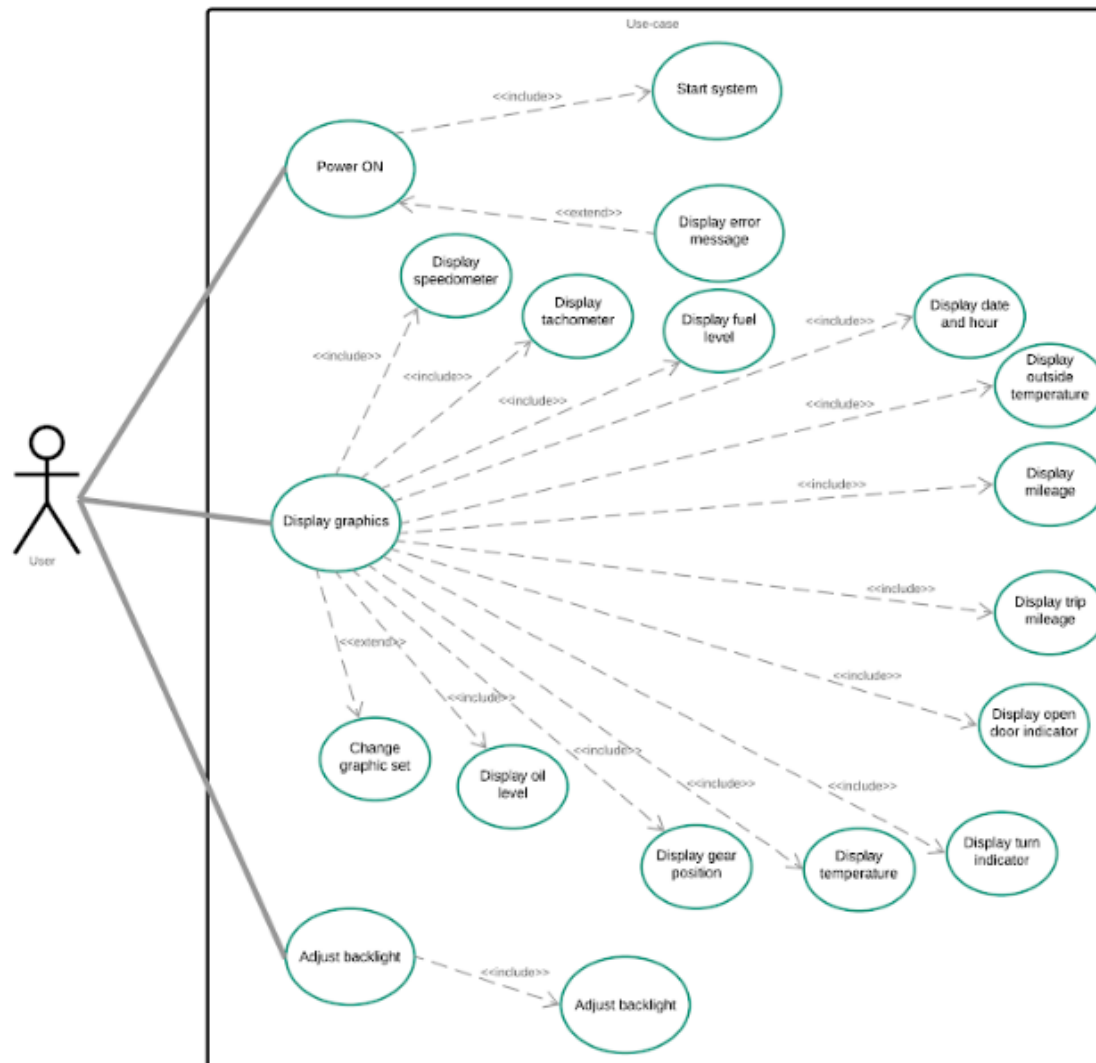 Use-case
Start system
<<include>>
Power ON
<<extend>>
Display error
message
Display
speedometer
Display
tachometer
Display fuel
level
Display date
and hour
<<include>>
Display
outside
temperature
<<include>>
<<include>>
<<include>>
<<include>>
Display
mileage
<<include>>
Display graphics
User
<<include>>
Display trip
mileage
<<extend>>
<<include>>
Display open
door indicator
<<include>>
Change
graphic set
Display oil
level
<<include>>
<<include>>
<<include>>
Display gear
position
Display
temperature
Display turn
indicator
Adjust backlight
<<include>>
Adjust backlight